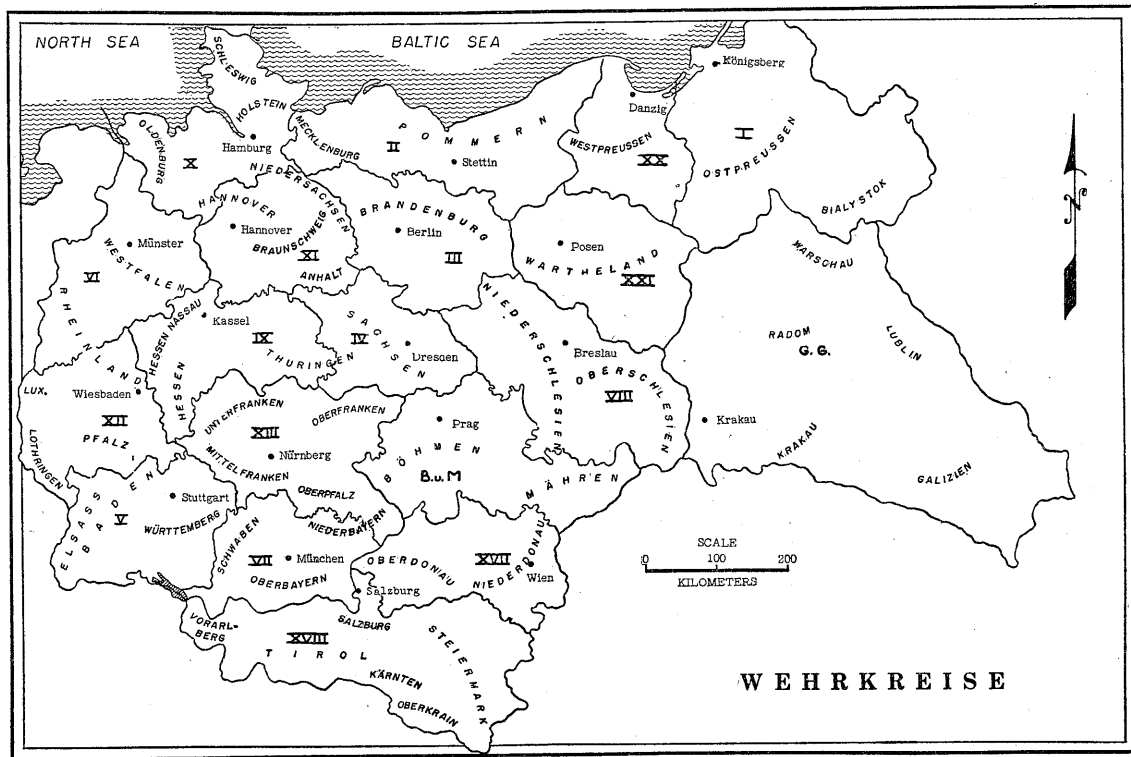 NORTH SEA
BALTIC SEA
SCHLESWIG
HOLSTEIN
Hamburg
OLDENBURG
X
MECKLENBURG
POMMERN
II
Stettin
Danzig
WESTPREUSSEN
XX
Königsberg
I
OSTPREUSSEN
BIALYSTOK
N
NIEDERSACHSEN
HANNOVER
Hannover
BRAUNSCHWEIG
XI
ANHALT
BRANDENBURG
Berlin
III
Posen
WARTHELAND
XXI
WARSCHAU
Münster
WESTFALEN
VI
RHEINLAND
HESSEN NASSAU
Kassel
IX
THURINGEN
HESSEN
SACHSEN
IV
Dresden
NIEDERSCHLESIEN
Breslau
OBERSCHLESIEN
VIII
RADOM
G. G.
LUBLIN
Krakau
KRAKAU
GALIZIEN
LUX.
Wiesbaden
XII
PFALZ
LOTHRINGEN
UNTERFRANKEN
OBERFRANKEN
XIII
Nürnberg
MITTELFRANKEN
OBERPFALZ
Prag
BÖHMEN
B.u.M
MÄHREN
ELSASS
BADEN
V
Stuttgart
WÜRTTEMBERG
SCHWABEN
NIEDERBAYERN
VII
München
OBERBAYERN
OBERDONAU
XVII
NIEDERDONAU
Wien
Salzburg
SALZBURG
VORARL-
BERG
XVIII
TIROL
STEIERMARK
KÄRNTEN
OBERKRAIN
SCALE
0 100 200
KILOMETERS
WEHRKREISE